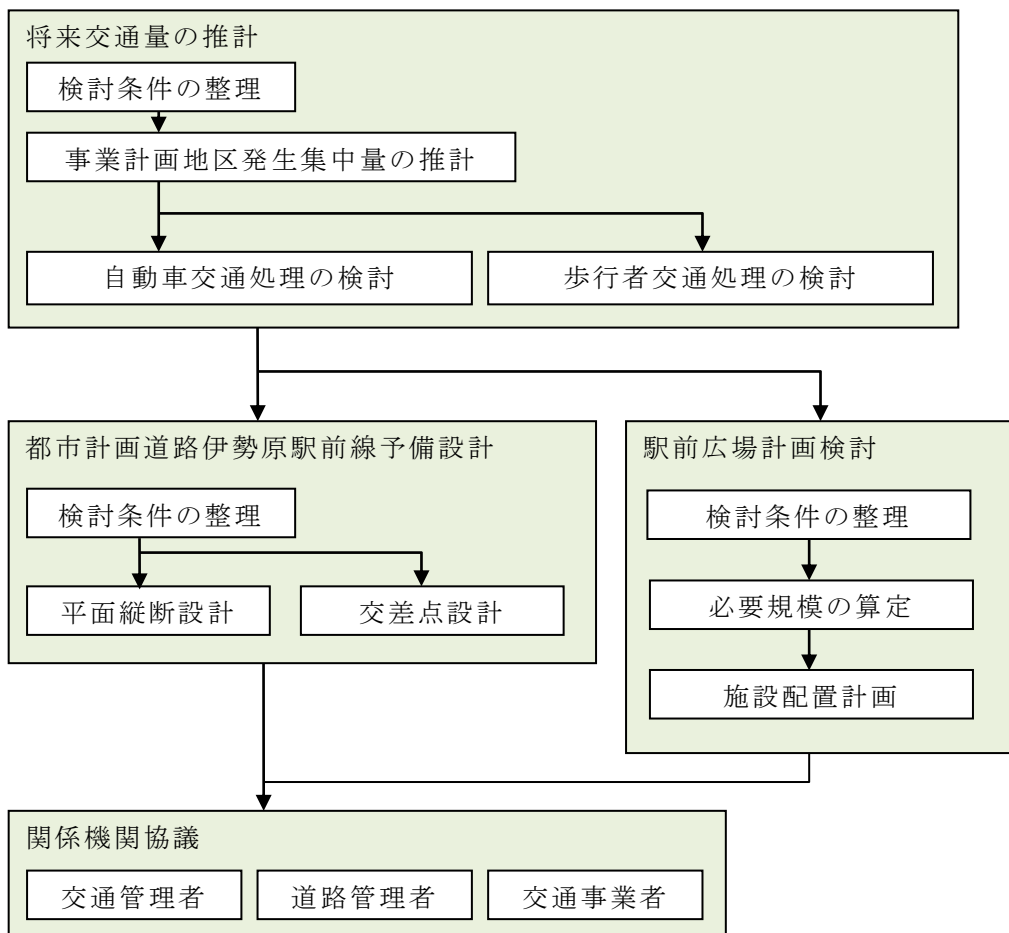 将来交通量の推計
検討条件の整理
事業計画地区発生集中量の推計
自動車交通処理の検討
歩行者交通処理の検討
都市計画道路伊勢原駅前線予備設計
検討条件の整理
平面縦断設計
交差点設計
駅前広場計画検討
検討条件の整理
必要規模の算定
施設配置計画
関係機関協議
交通管理者
道路管理者
交通事業者